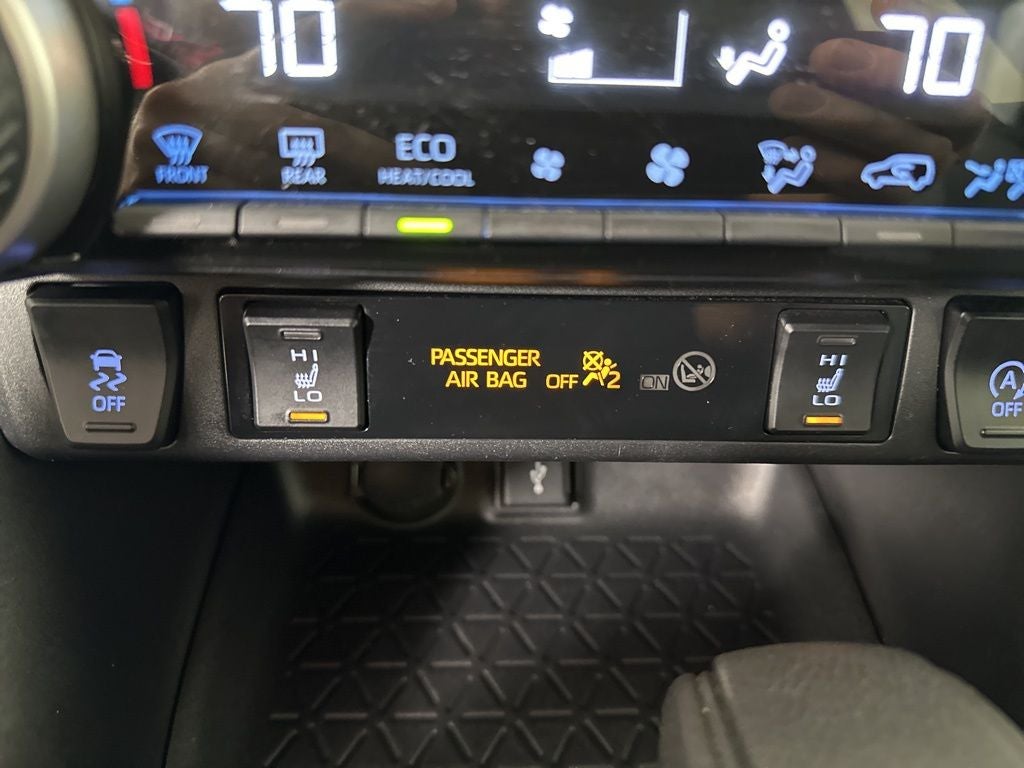 70
70
FRONT
REAR
ECO
HEAT/COOL
OFF
HI
LO
PASSENGER
AIR BAG OFF 2 ON
HI
LO
A
OFF